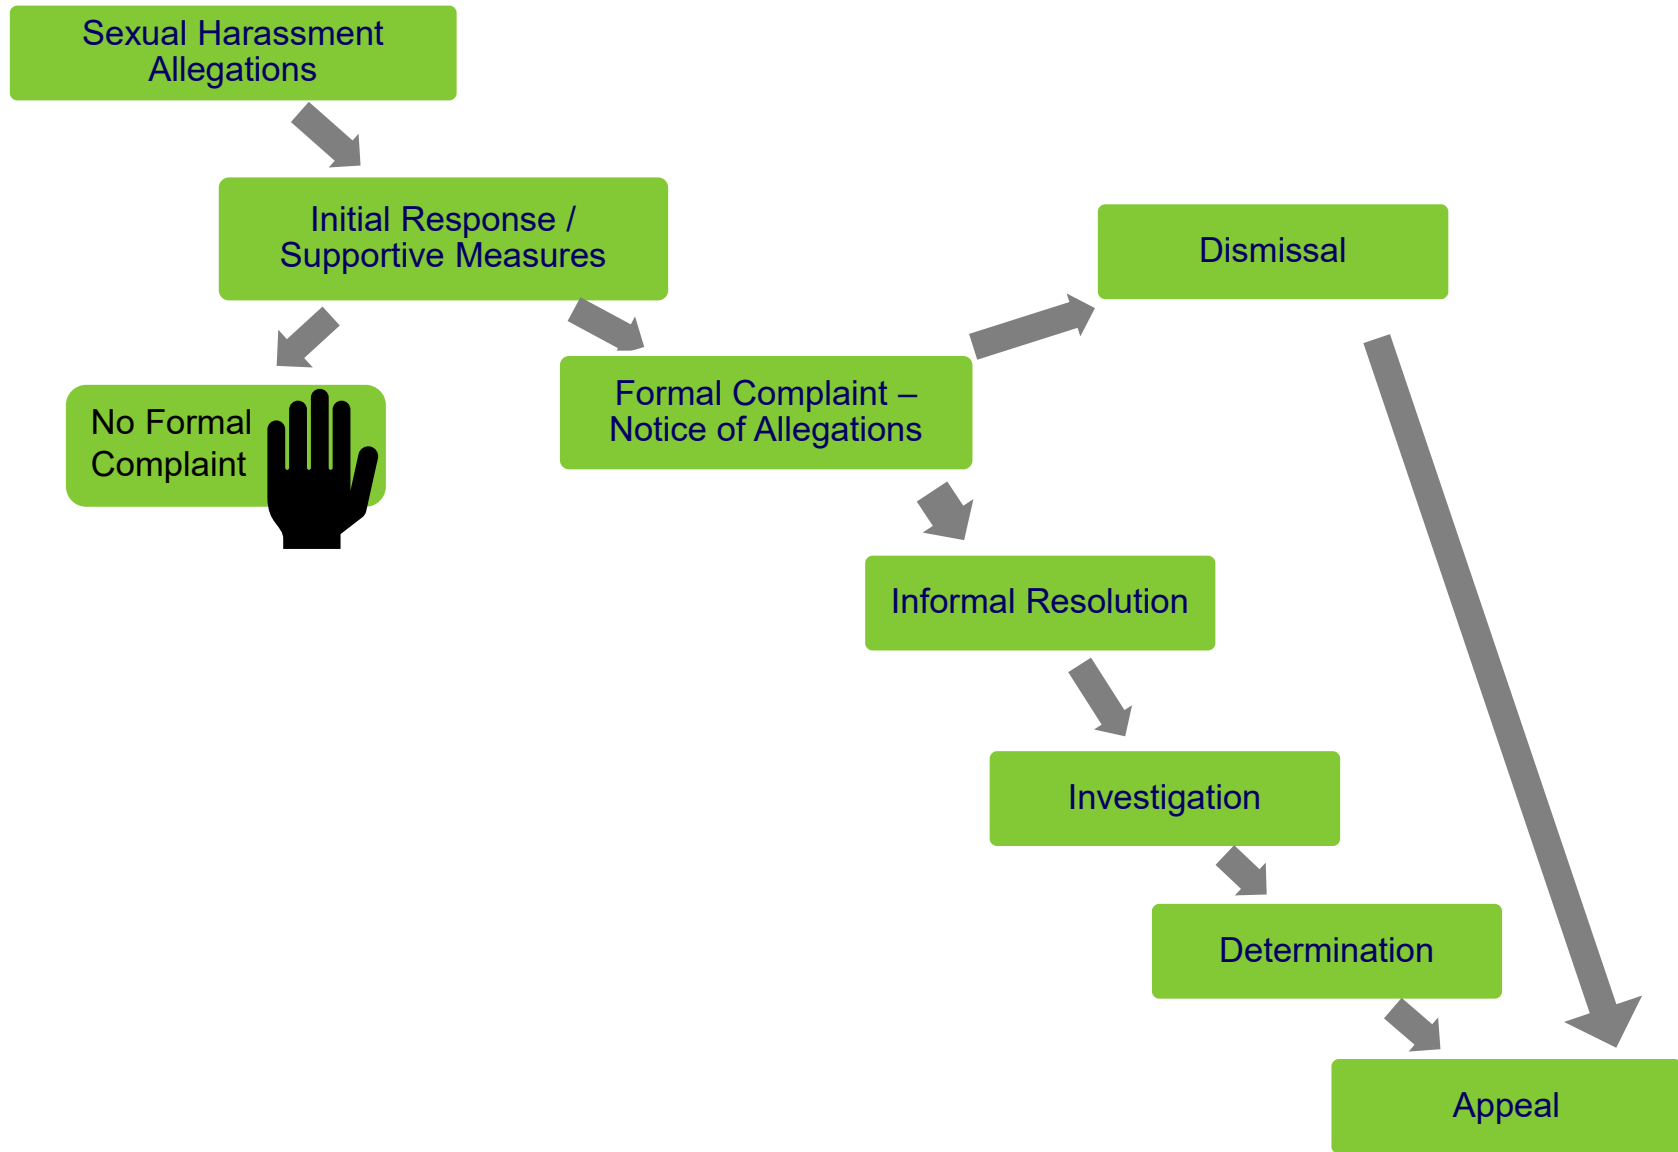 Sexual Harassment
Allegations
Initial Response /
Supportive Measures
Dismissal
Formal Complaint –
Notice of Allegations
No Formal
Complaint
Informal Resolution
Investigation
Determination
Appeal